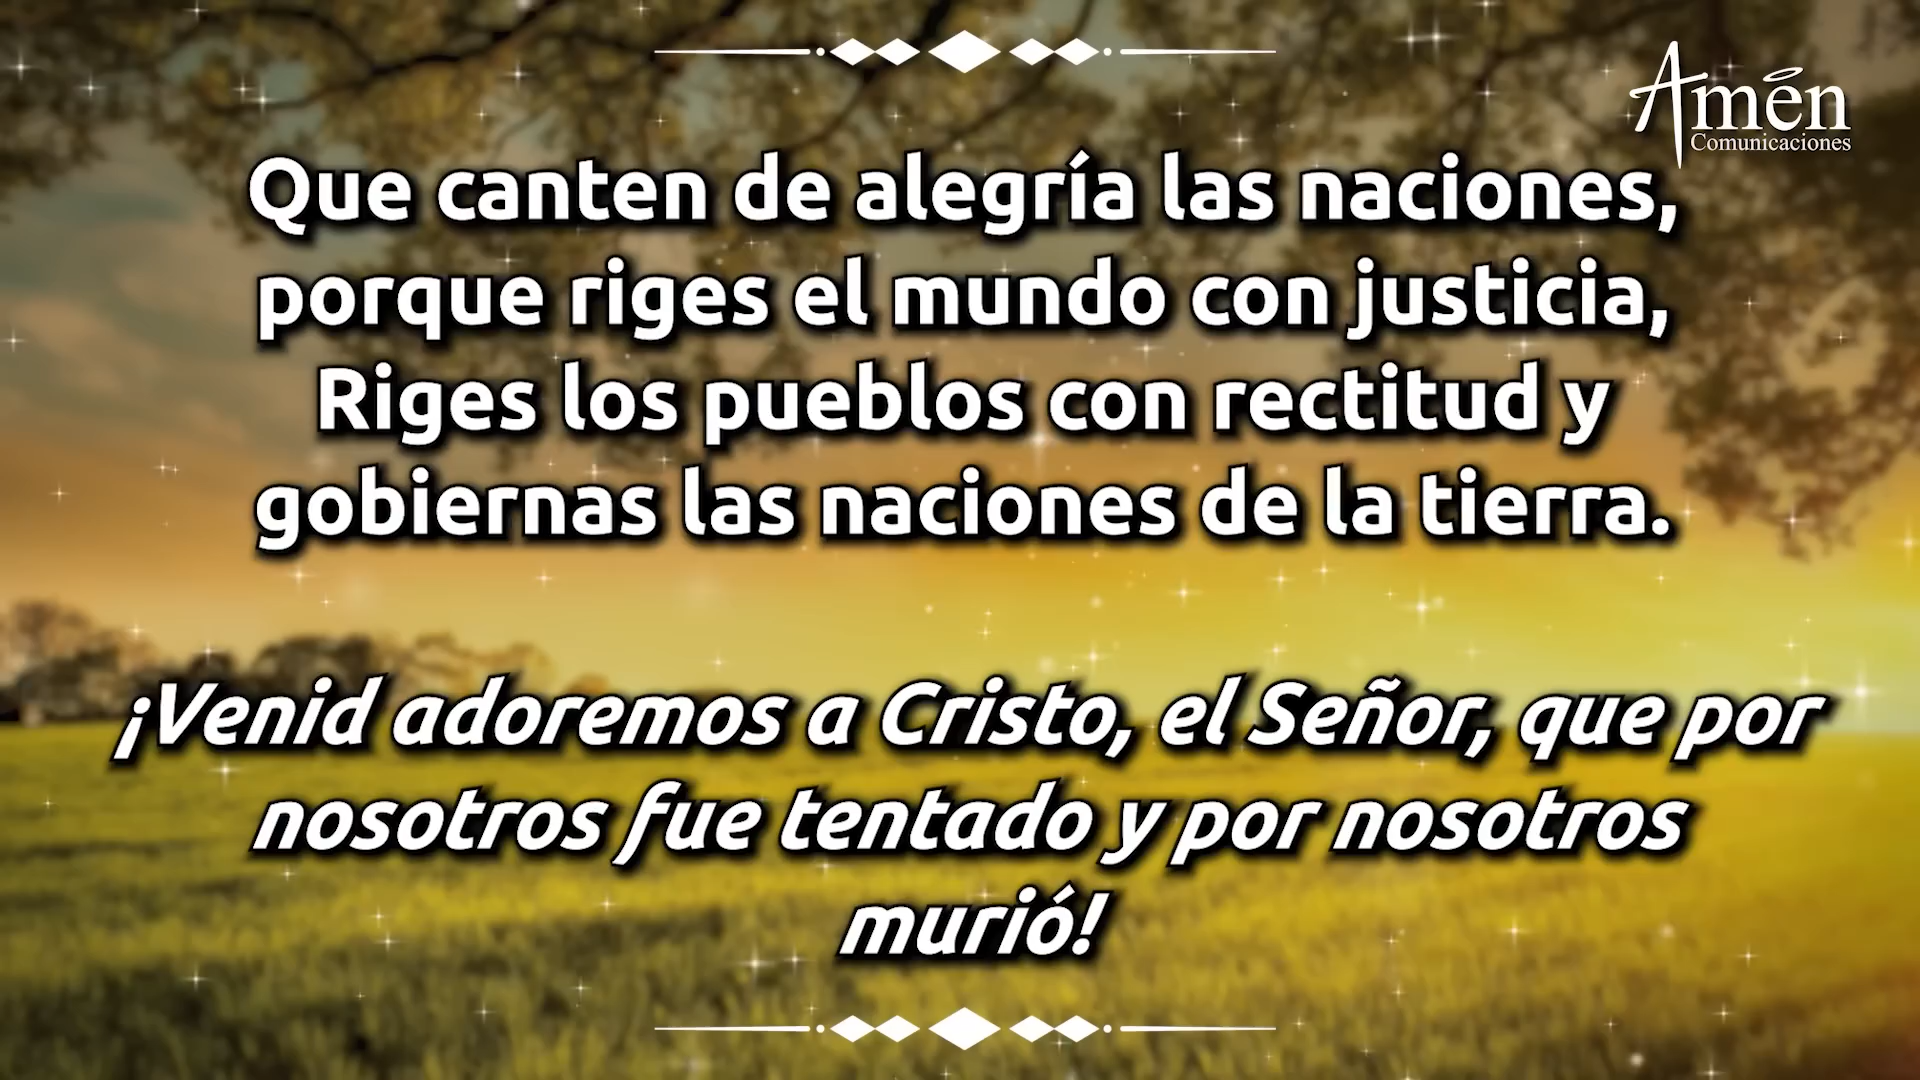 Amén
Comunicaciones
Que canten de alegría las naciones,
porque riges el mundo con justicia,
Riges los pueblos con rectitud y
gobiernas las naciones de la tierra.
¡Venid adoremos a Cristo, el Señor, que por
nosotros fue tentado y por nosotros
murió!